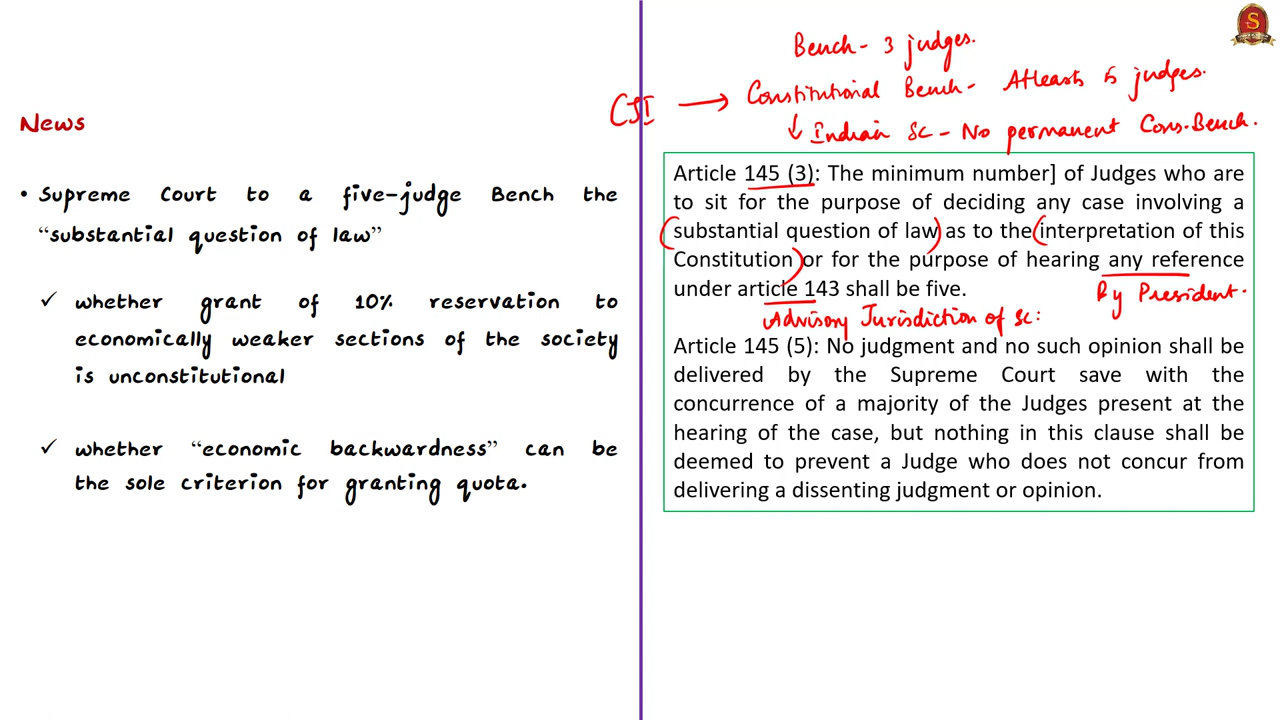 News
• Supreme Court to a five-judge Bench the
“substantial question of law”
✓ whether grant of 10% reservation to
economically weaker sections of the society
is unconstitutional
✓ whether “economic backwardness” can be
the sole criterion for granting quota.
S
Bench - 3 judges.
CJI → Constitutional Bench - Atleast 5 judges.
↓ Indian SC - No permanent Cons.Bench.
Article 145 (3): The minimum number] of Judges who are
to sit for the purpose of deciding any case involving a
(substantial question of law) as to the (interpretation of this
Constitution) or for the purpose of hearing any reference
under article 143 shall be five.
By President.
Advisory Jurisdiction of SC:
Article 145 (5): No judgment and no such opinion shall be
delivered by the Supreme Court save with the
concurrence of a majority of the Judges present at the
hearing of the case, but nothing in this clause shall be
deemed to prevent a Judge who does not concur from
delivering a dissenting judgment or opinion.